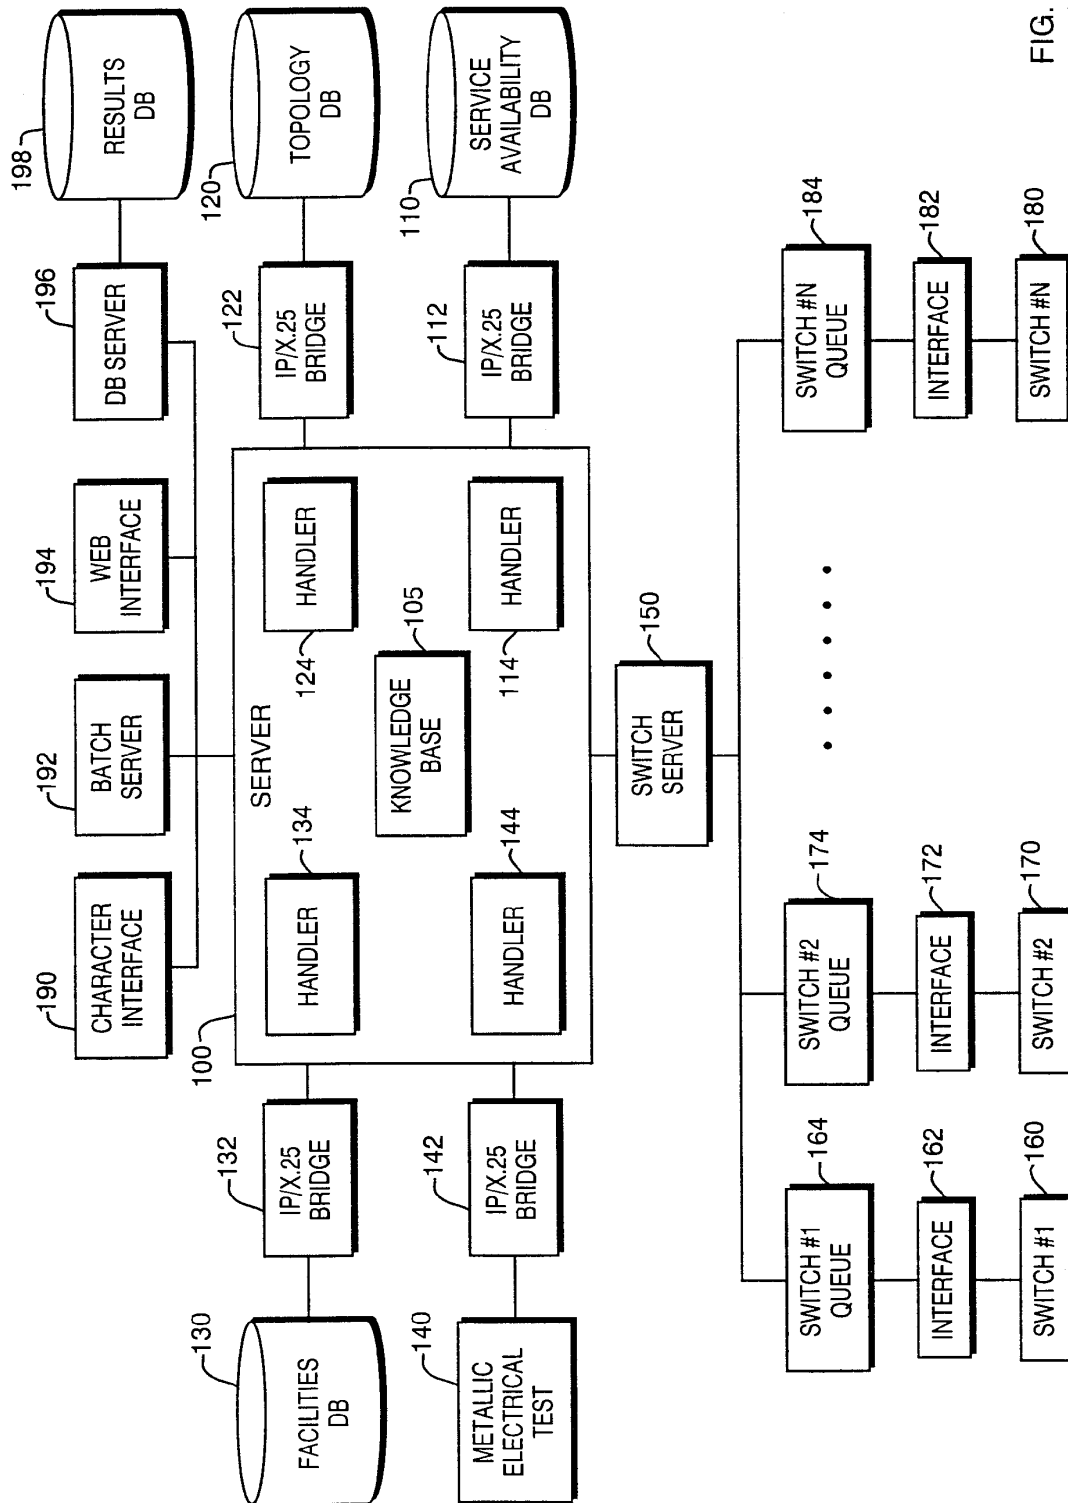 190
CHARACTER
INTERFACE
192
BATCH
SERVER
194
WEB
INTERFACE
196
DB SERVER
198
RESULTS
DB
130
FACILITIES
DB
132
IP/X.25
BRIDGE
100
SERVER
134
HANDLER
124
HANDLER
122
IP/X.25
BRIDGE
120
TOPOLOGY
DB
105
KNOWLEDGE
BASE
140
METALLIC
ELECTRICAL
TEST
142
IP/X.25
BRIDGE
144
HANDLER
114
HANDLER
112
IP/X.25
BRIDGE
110
SERVICE
AVAILABILITY
DB
150
SWITCH
SERVER
164
SWITCH #1
QUEUE
174
SWITCH #2
QUEUE
184
SWITCH #N
QUEUE
162
INTERFACE
172
INTERFACE
182
INTERFACE
160
SWITCH #1
170
SWITCH #2
180
SWITCH #N
FIG.